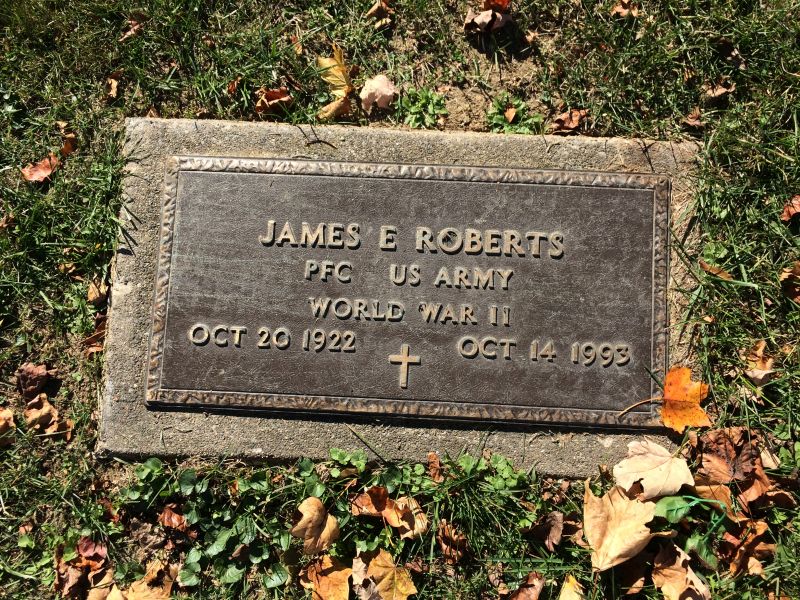 JAMES E ROBERTS
PFC US ARMY
WORLD WAR II
OCT 20 1922 OCT 14 1993